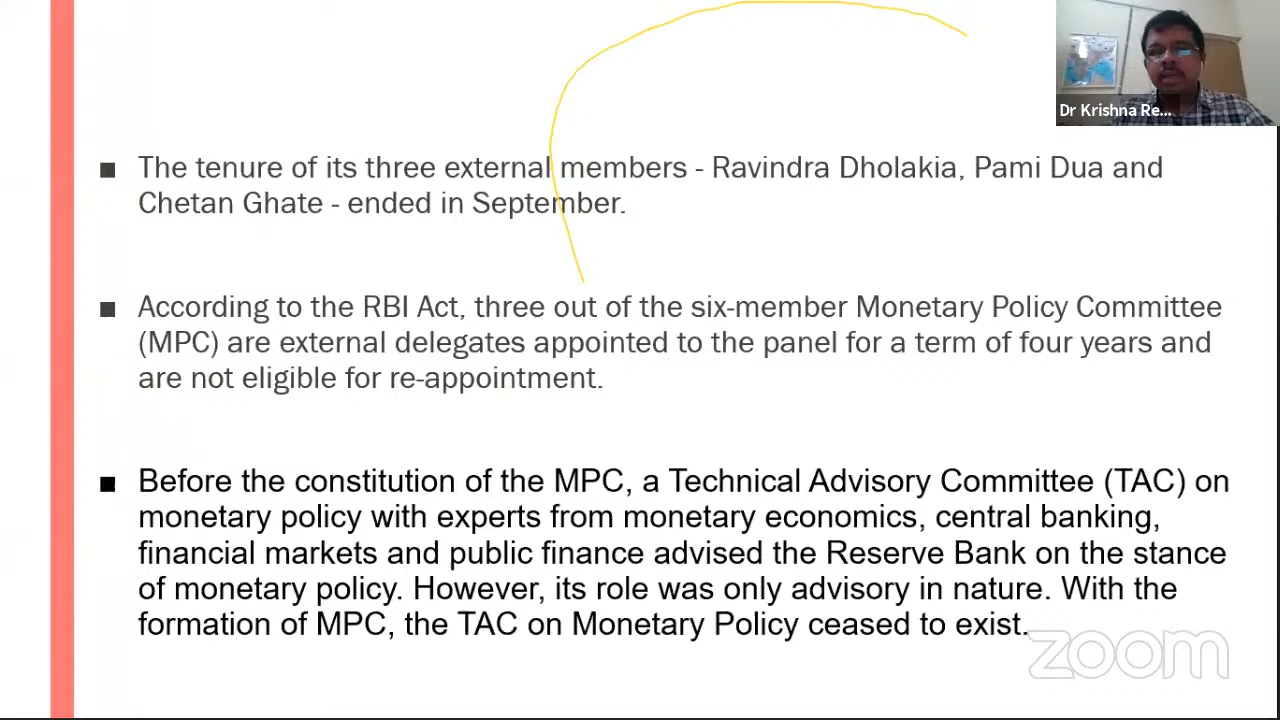 Dr Krishna Re...
■ The tenure of its three external members - Ravindra Dholakia, Pami Dua and
Chetan Ghate - ended in September.
■ According to the RBI Act, three out of the six-member Monetary Policy Committee
(MPC) are external delegates appointed to the panel for a term of four years and
are not eligible for re-appointment.
■ Before the constitution of the MPC, a Technical Advisory Committee (TAC) on
monetary policy with experts from monetary economics, central banking,
financial markets and public finance advised the Reserve Bank on the stance
of monetary policy. However, its role was only advisory in nature. With the
formation of MPC, the TAC on Monetary Policy ceased to exist.
zoom